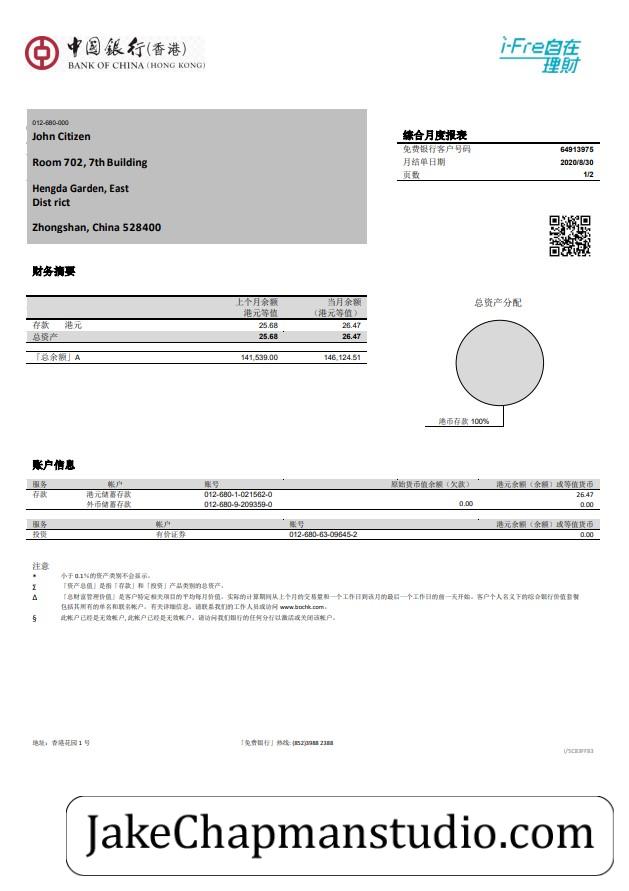 中國銀行(香港)
BANK OF CHINA (HONG KONG)
i-Fre自在
理財
012-680-000
John Citizen
Room 702, 7th Building
Hengda Garden, East
Dist rict
Zhongshan, China 528400
综合月度报表
免费银行客户号码 64913975
月结单日期 2020/8/30
页数 1/2
财务摘要
上个月余额 当月余额
港元等值 (港元等值)
存款 港元 25.68 26.47
总资产 25.68 26.47
「总余额」A 141,539.00 146,124.51
总资产分配
港币存款 100%
账户信息
服务 帐户 账号 原始货币值余额(欠款) 港元余额(余额)或等值货币
存款 港元储蓄存款 012-680-1-021562-0 26.47
外币储蓄存款 012-680-9-209359-0 0.00 0.00
服务 帐户 账号 港元余额(余额)或等值货币
投资 有价证券 012-680-63-09645-2 0.00
注意
* 小于 0.1%的资产类别不会显示。
Σ 「资产总值」是指「存款」和「投资」产品类别的总资产。
Δ 「总财富管理价值」是客户特定相关项目的平均每月价值。实际的计算期间从上个月的交易量和一个工作日到该月的最后一个工作日的前一天开始。客户个人名义下的综合银行价值套餐
包括其所有的单名和联名帐户。有关详细信息，请联系我们的工作人员或访问 www.bochk.com。
§ 此帐户已经是无效帐户, 此帐户已经是无效帐户。请访问我们银行的任何分行以激活或关闭该帐户。
地址：香港花园 1 号 「免费银行」热线: (852)3988 2388
JakeChapmanstudio.com